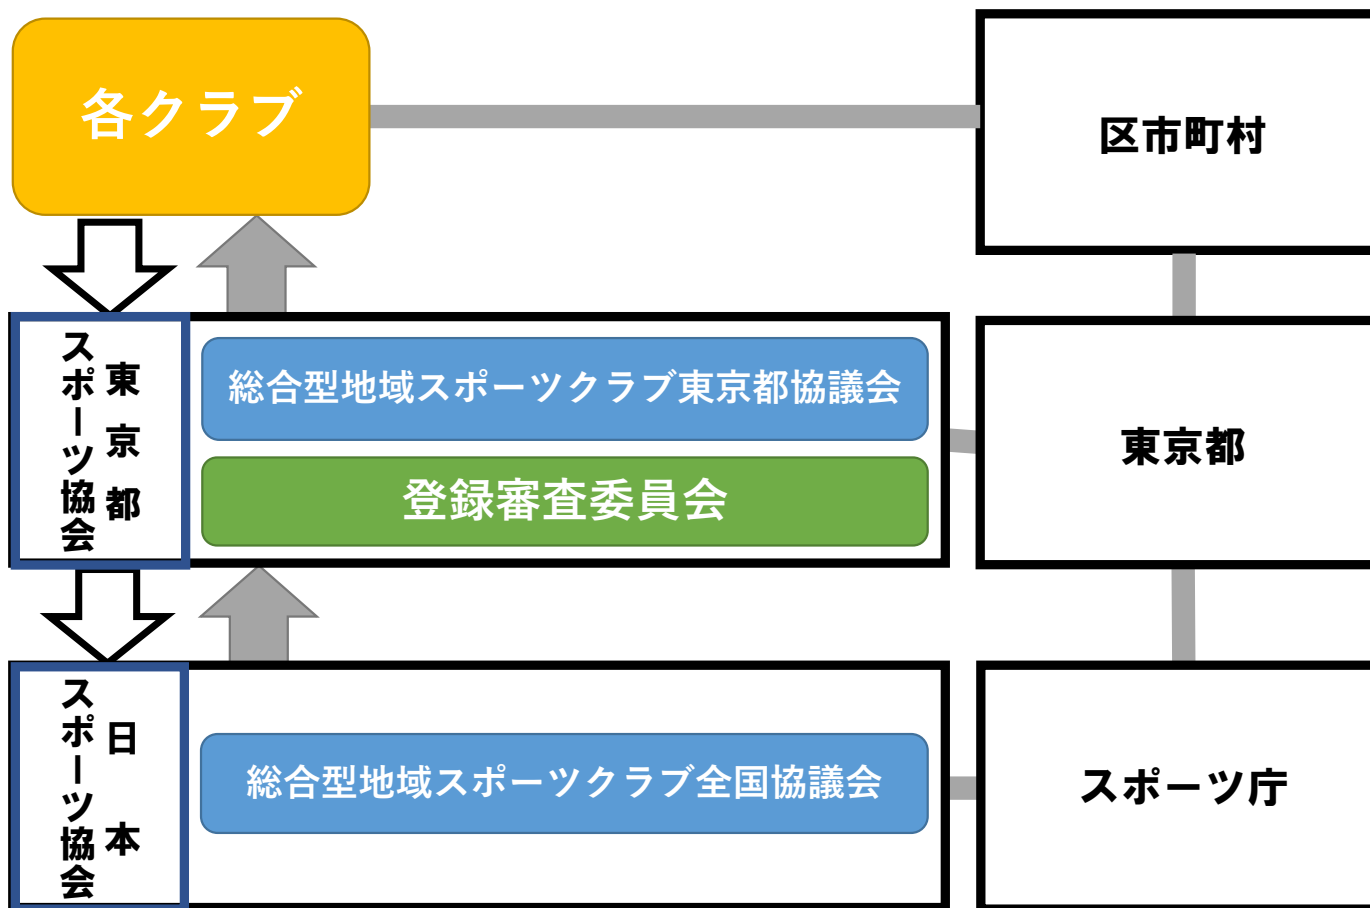 各クラブ
区市町村
東京都
スポーツ協会
総合型地域スポーツクラブ東京都協議会
登録審査委員会
東京都
日本
スポーツ協会
総合型地域スポーツクラブ全国協議会
スポーツ庁